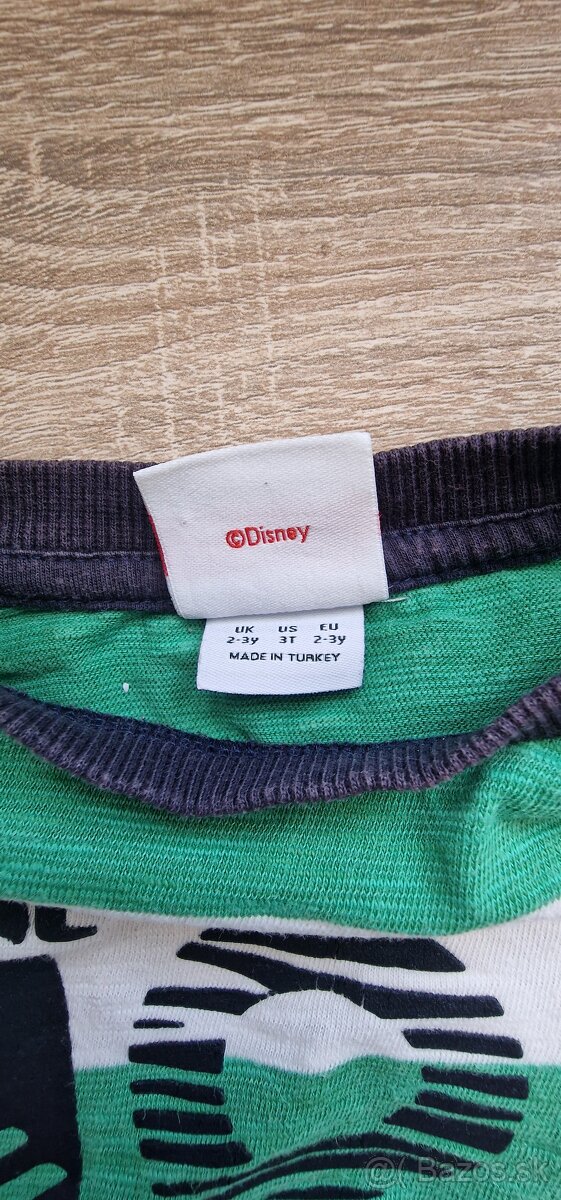 ©Disney
UK US EU
2-3y 3T 2-3y
MADE IN TURKEY
Bazos.sk